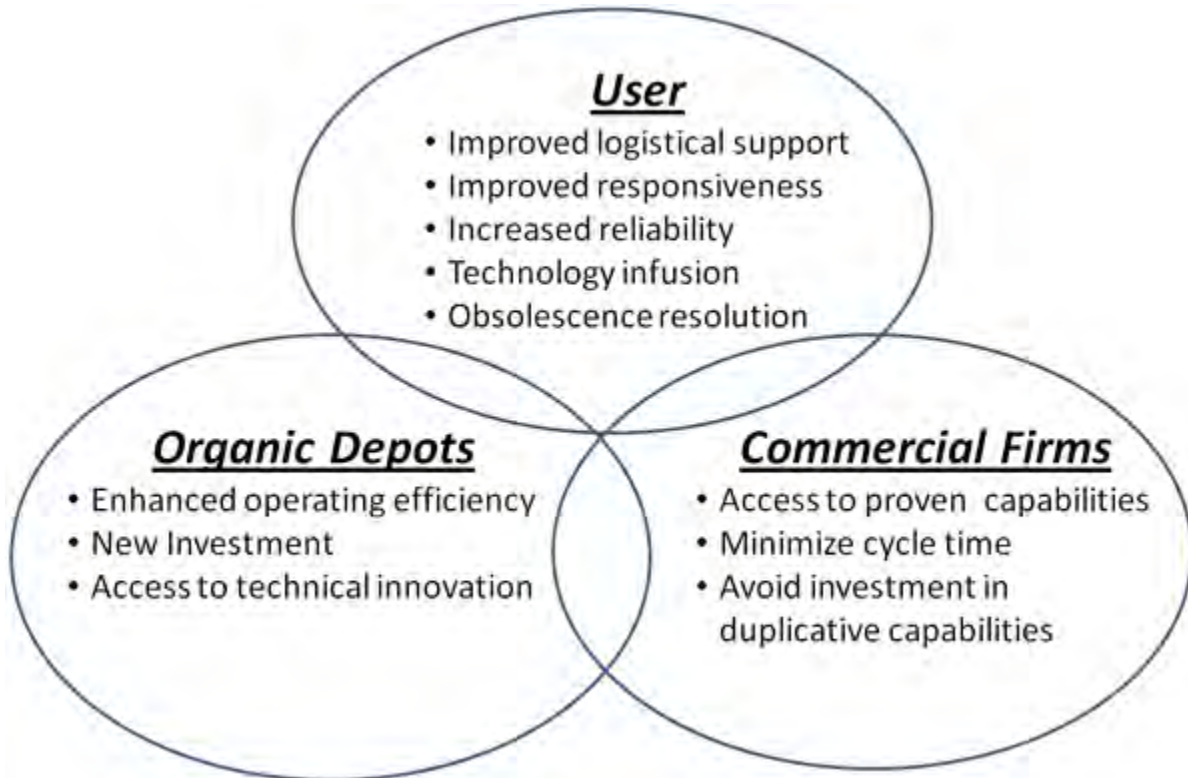 User
• Improved logistical support
• Improved responsiveness
• Increased reliability
• Technology infusion
• Obsolescence resolution
Organic Depots
• Enhanced operating efficiency
• New Investment
• Access to technical innovation
Commercial Firms
• Access to proven capabilities
• Minimize cycle time
• Avoid investment in
duplicative capabilities